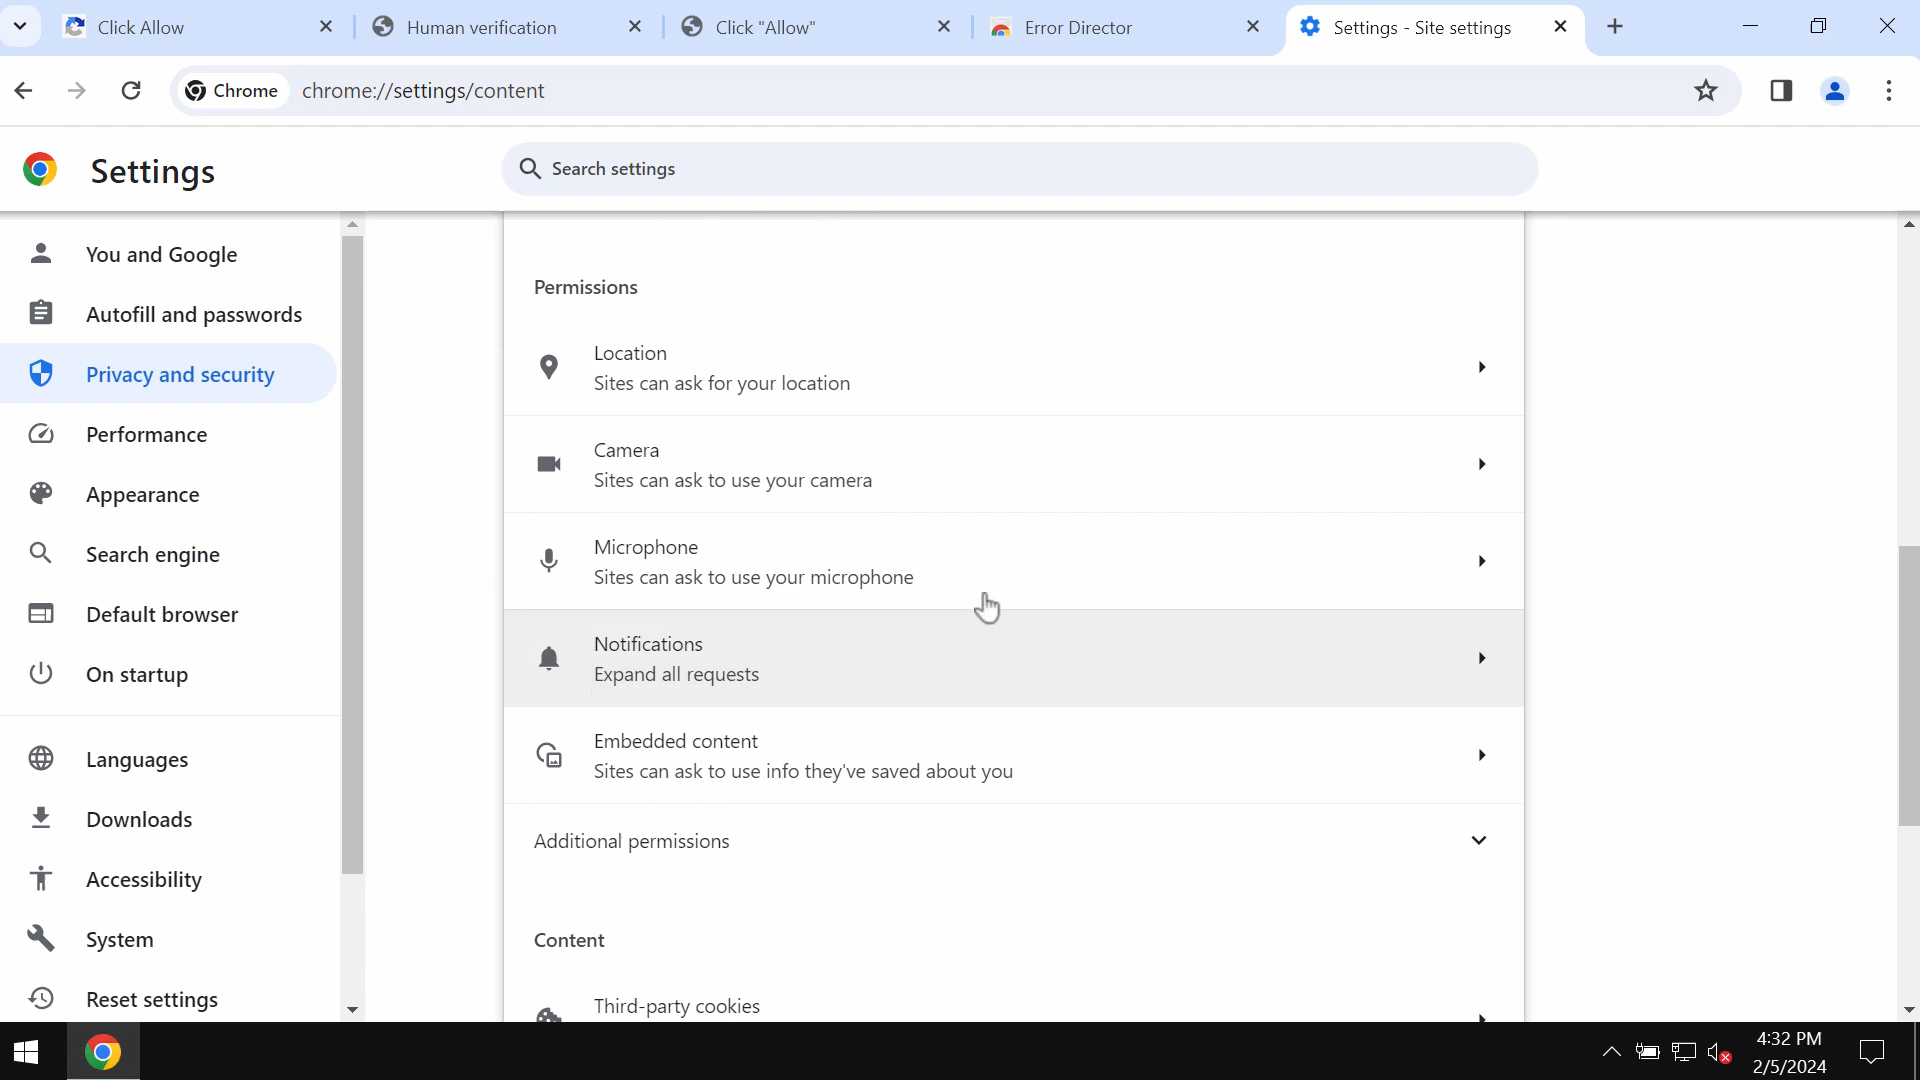 Click Allow
Human verification
Click "Allow"
Error Director
Settings - Site settings
Chrome
chrome://settings/content
Settings
Search settings
You and Google
Autofill and passwords
Privacy and security
Performance
Appearance
Search engine
Default browser
On startup
Languages
Downloads
Accessibility
System
Reset settings
Permissions
Location
Sites can ask for your location
Camera
Sites can ask to use your camera
Microphone
Sites can ask to use your microphone
Notifications
Expand all requests
Embedded content
Sites can ask to use info they've saved about you
Additional permissions
Content
Third-party cookies
4:32 PM
2/5/2024